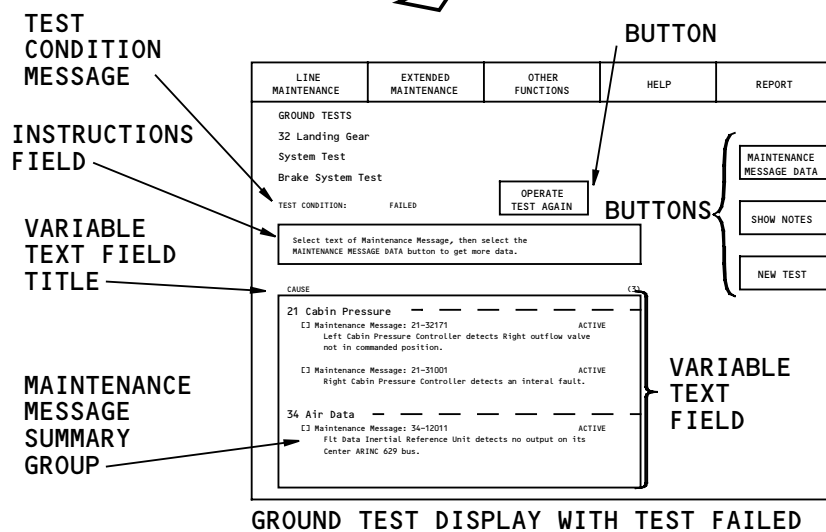 TEST
CONDITION
MESSAGE
BUTTON
INSTRUCTIONS
FIELD
VARIABLE
TEXT FIELD
TITLE
MAINTENANCE
MESSAGE
SUMMARY
GROUP
LINE
MAINTENANCE
EXTENDED
MAINTENANCE
OTHER
FUNCTIONS
HELP
REPORT
GROUND TESTS
32 Landing Gear
System Test
Brake System Test
TEST CONDITION: FAILED
OPERATE
TEST AGAIN
BUTTONS
MAINTENANCE
MESSAGE DATA
SHOW NOTES
NEW TEST
Select text of Maintenance Message, then select the
MAINTENANCE MESSAGE DATA button to get more data.
CAUSE (3)
21 Cabin Pressure
[] Maintenance Message: 21-32171 ACTIVE
Left Cabin Pressure Controller detects Right outflow valve
not in commanded position.
[] Maintenance Message: 21-31001 ACTIVE
Right Cabin Pressure Controller detects an interal fault.
34 Air Data
[] Maintenance Message: 34-12011 ACTIVE
Flt Data Inertial Reference Unit detects no output on its
Center ARINC 629 bus.
VARIABLE
TEXT
FIELD
GROUND TEST DISPLAY WITH TEST FAILED